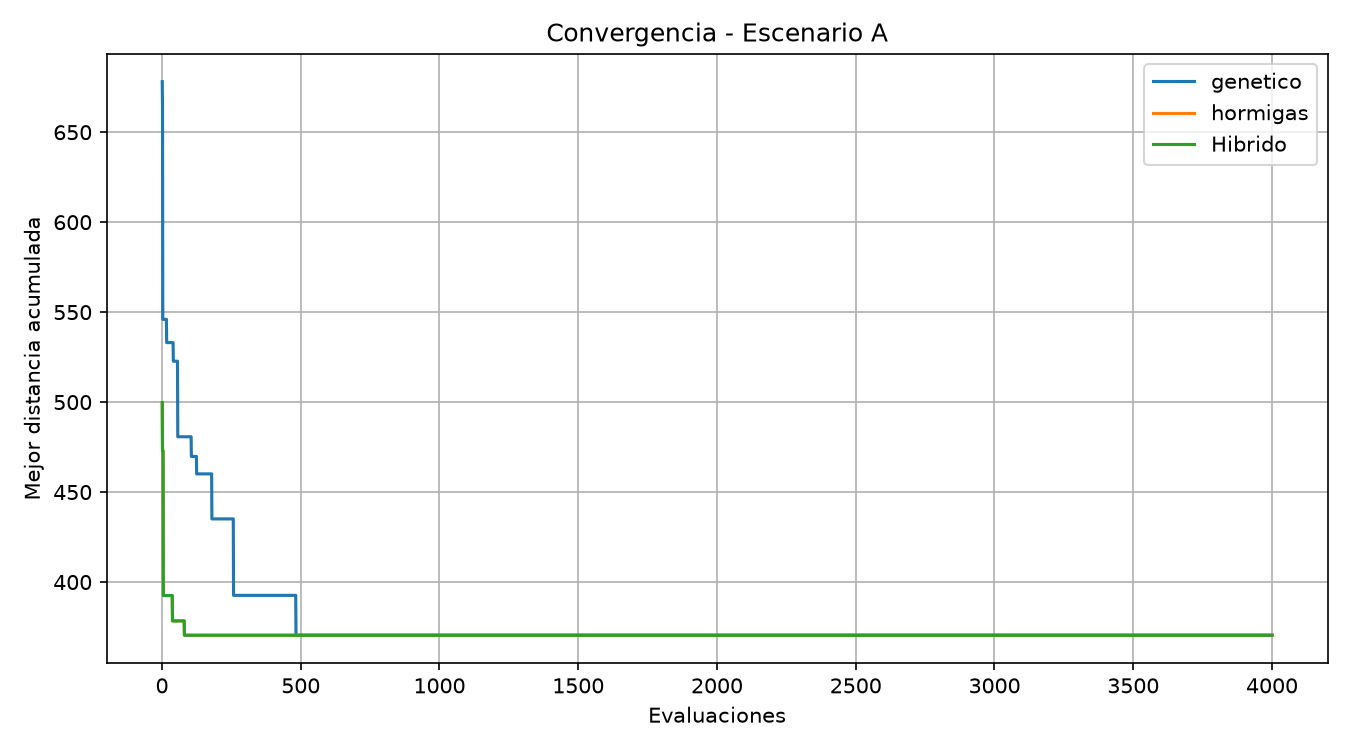 Convergencia - Escenario A
genetico
hormigas
Hibrido
650
600
550
500
450
400
Mejor distancia acumulada
0 500 1000 1500 2000 2500 3000 3500 4000
Evaluaciones